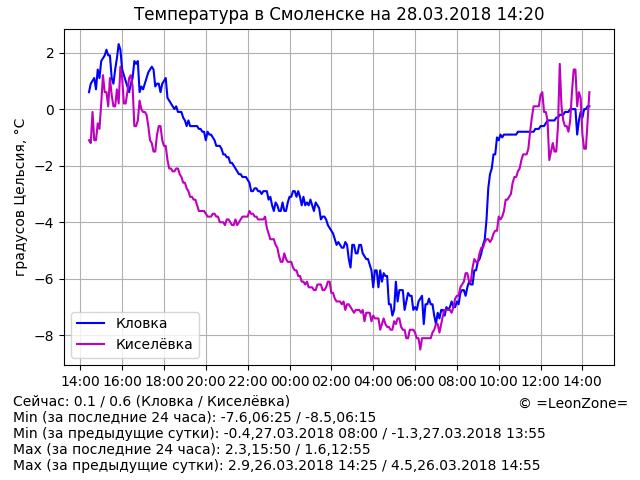 Температура в Смоленске на 28.03.2018 14:20
градусов Цельсия, °C
2
0
−2
−4
−6
−8
Кловка
Киселёвка
14:00 16:00 18:00 20:00 22:00 00:00 02:00 04:00 06:00 08:00 10:00 12:00 14:00
Сейчас: 0.1 / 0.6 (Кловка / Киселёвка)
© =LeonZone=
Min (за последние 24 часа): -7.6,06:25 / -8.5,06:15
Min (за предыдущие сутки): -0.4,27.03.2018 08:00 / -1.3,27.03.2018 13:55
Max (за последние 24 часа): 2.3,15:50 / 1.6,12:55
Max (за предыдущие сутки): 2.9,26.03.2018 14:25 / 4.5,26.03.2018 14:55